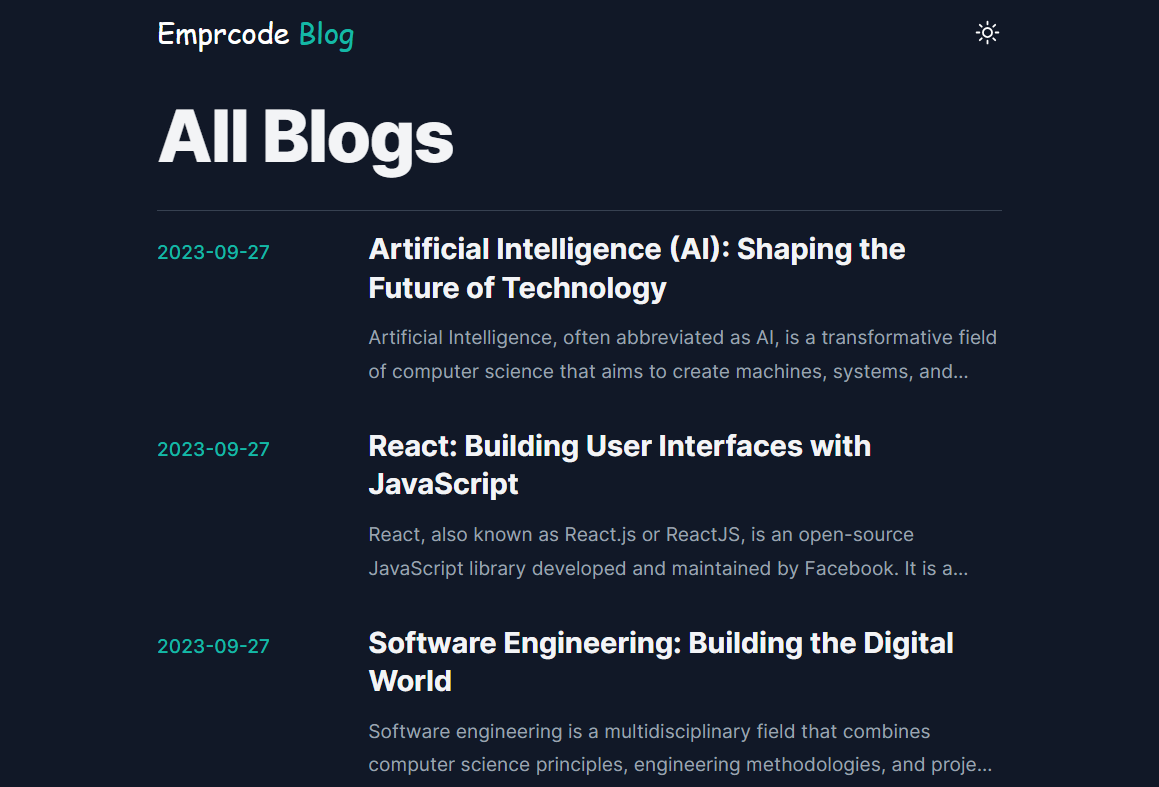 Emprcode Blog
All Blogs
2023-09-27
Artificial Intelligence (AI): Shaping the
Future of Technology
Artificial Intelligence, often abbreviated as AI, is a transformative field
of computer science that aims to create machines, systems, and...
2023-09-27
React: Building User Interfaces with
JavaScript
React, also known as React.js or ReactJS, is an open-source
JavaScript library developed and maintained by Facebook. It is a...
2023-09-27
Software Engineering: Building the Digital
World
Software engineering is a multidisciplinary field that combines
computer science principles, engineering methodologies, and proje...